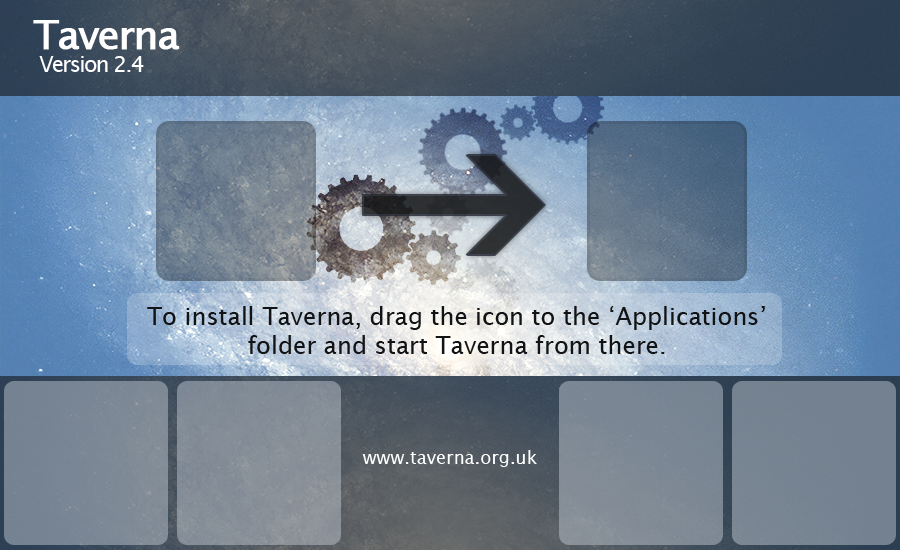 Taverna
Version 2.4
To install Taverna, drag the icon to the ‘Applications’
folder and start Taverna from there.
www.taverna.org.uk